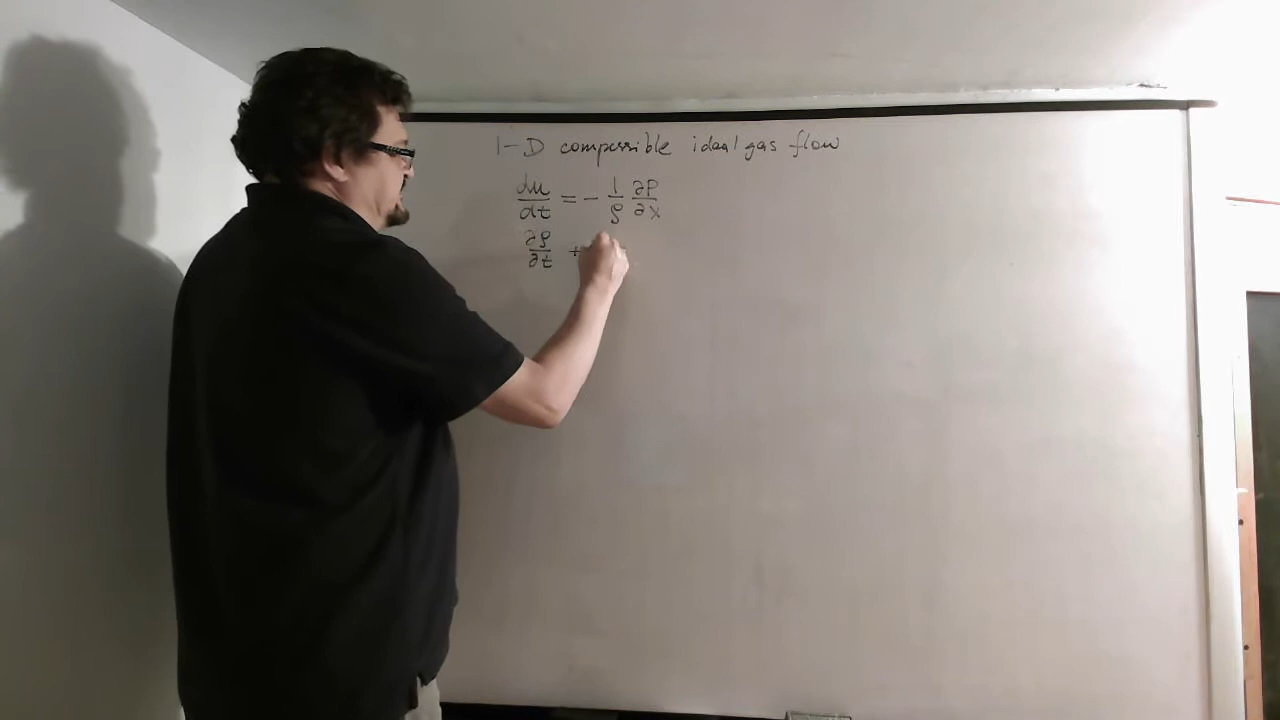 1-D compressible ideal gas flow
du/dt = - 1/ρ ∂P/∂x
∂ρ/∂t +